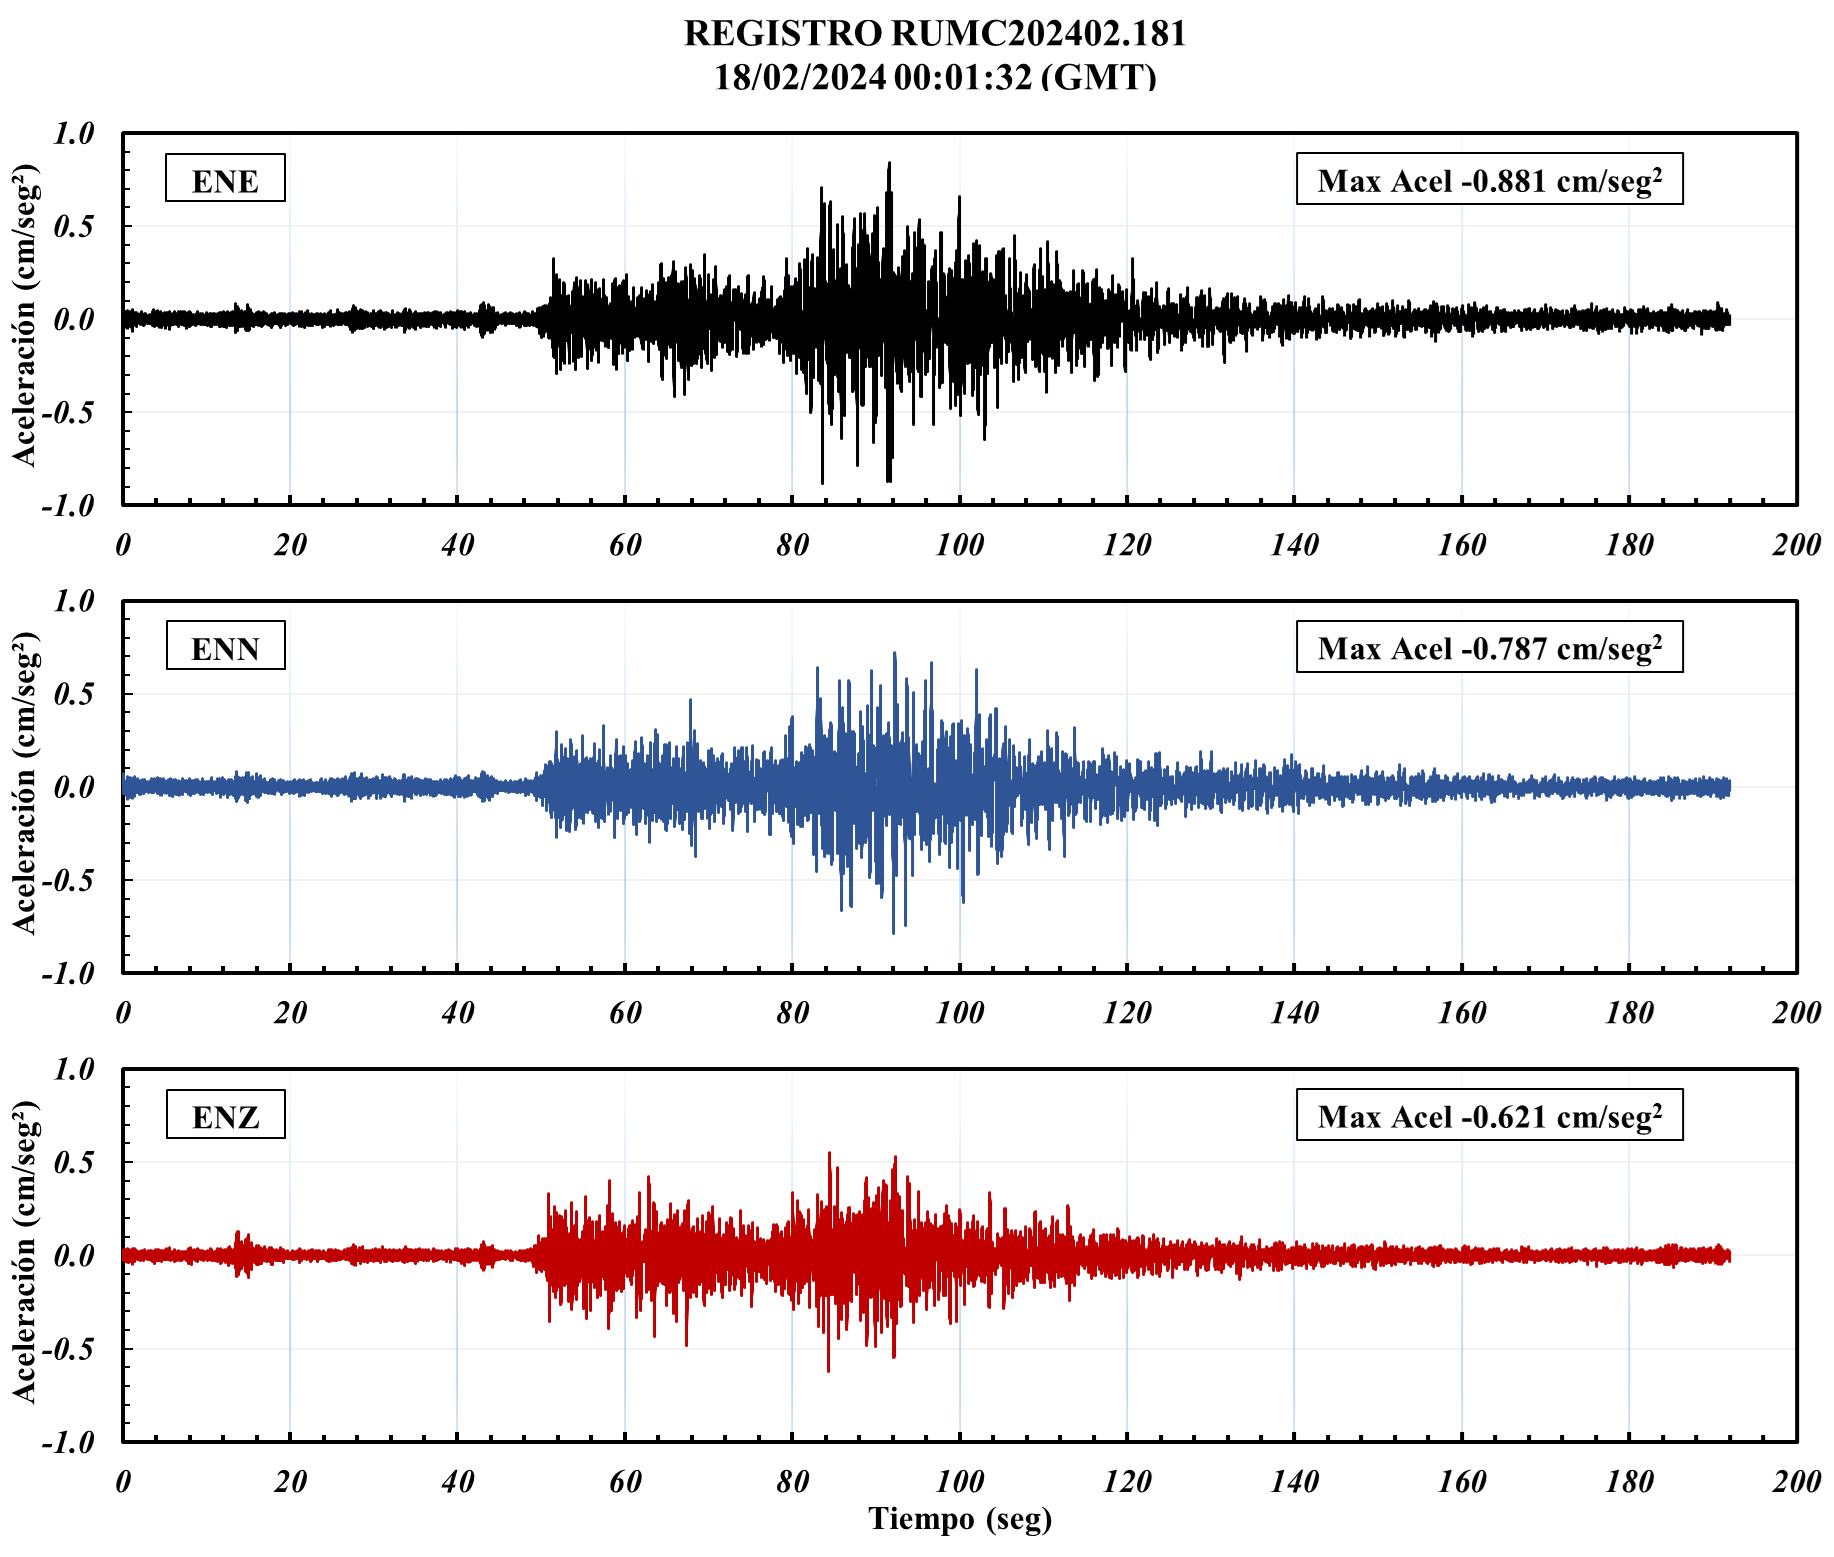 REGISTRO RUMC202402.181
18/02/2024 00:01:32 (GMT)
Aceleración (cm/seg²)
1.0
0.5
0.0
-0.5
-1.0
ENE
Max Acel -0.881 cm/seg²
0 20 40 60 80 100 120 140 160 180 200
Aceleración (cm/seg²)
1.0
0.5
0.0
-0.5
-1.0
ENN
Max Acel -0.787 cm/seg²
0 20 40 60 80 100 120 140 160 180 200
Aceleración (cm/seg²)
1.0
0.5
0.0
-0.5
-1.0
ENZ
Max Acel -0.621 cm/seg²
0 20 40 60 80 100 120 140 160 180 200
Tiempo (seg)